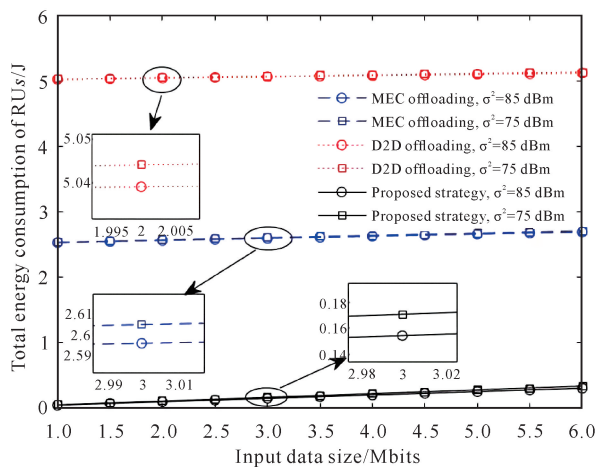 6
5
4
3
2
1
0
Total energy consumption of RUs/J
MEC offloading, σ²=85 dBm
MEC offloading, σ²=75 dBm
D2D offloading, σ²=85 dBm
D2D offloading, σ²=75 dBm
Proposed strategy, σ²=85 dBm
Proposed strategy, σ²=75 dBm
5.05
5.04
1.995 2 2.005
2.61
2.6
2.59
2.99 3 3.01
0.18
0.16
0.14
2.98 3 3.02
1.0 1.5 2.0 2.5 3.0 3.5 4.0 4.5 5.0 5.5 6.0
Input data size/Mbits